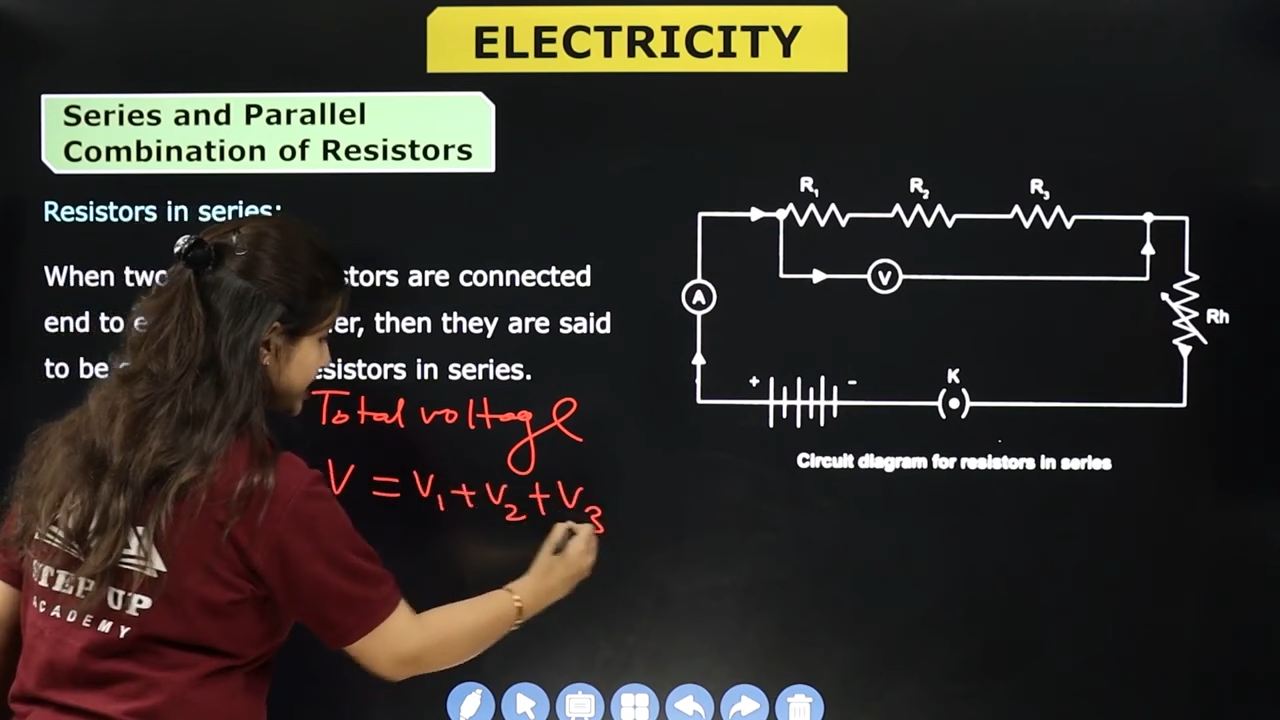 ELECTRICITY
Series and Parallel
Combination of Resistors
Resistors in series:
When two stors are connected
end to e er, then they are said
to be esistors in series.
Total voltage
V = V₁ + V₂ + V₃
STEP UP
ACADEMY
R₁ R₂ R₃
V
A
Rh
+ - K
Circuit diagram for resistors in series